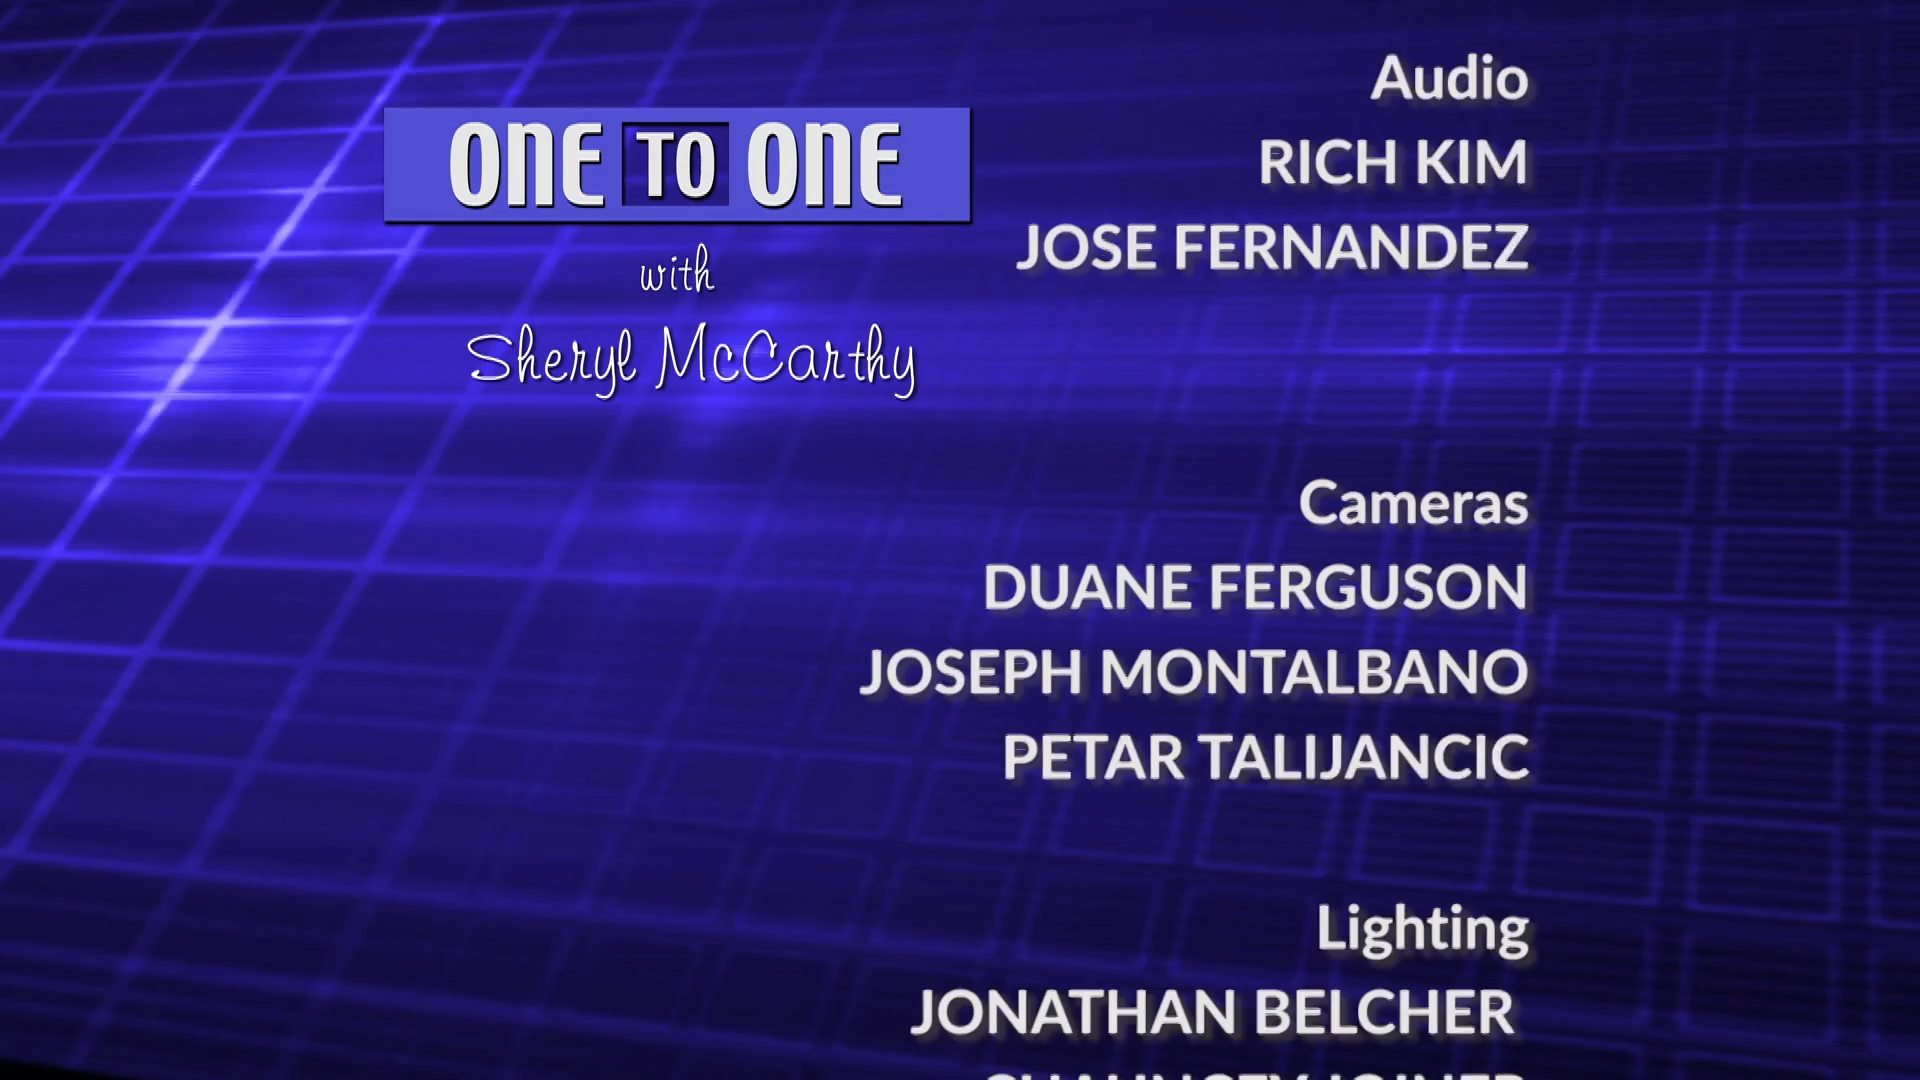 ONE TO ONE
with
Sheryl McCarthy
Audio
RICH KIM
JOSE FERNANDEZ
Cameras
DUANE FERGUSON
JOSEPH MONTALBANO
PETAR TALIJANCIC
Lighting
JONATHAN BELCHER